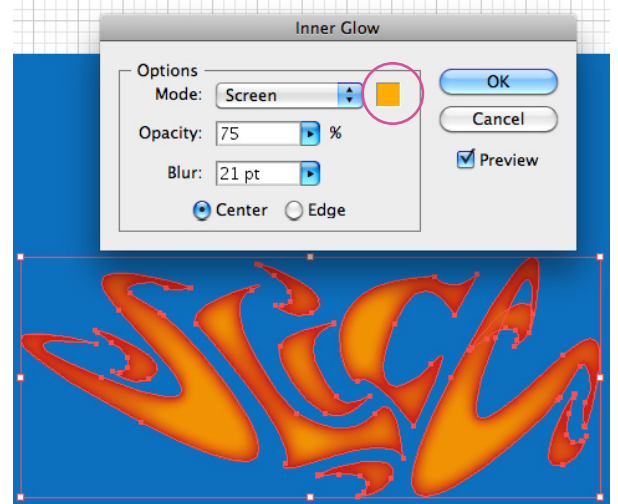 Inner Glow
Options
Mode: Screen
Opacity: 75 %
Blur: 21 pt
Center Edge
OK
Cancel
Preview